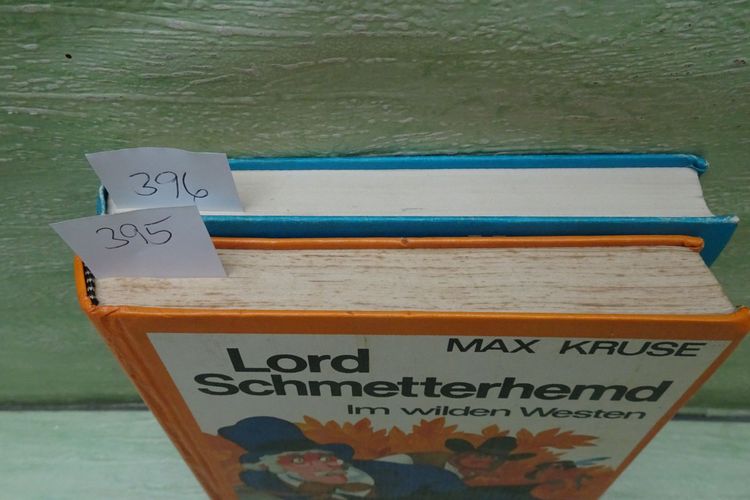 396
395
MAX KRUSE
Lord
Schmetterhemd
Im wilden Westen